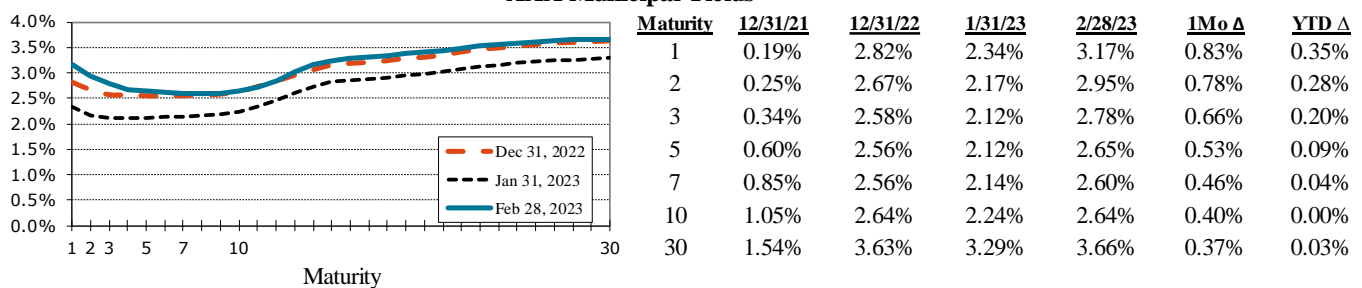 AAA Municipal Yields
4.0%
3.5%
3.0%
2.5%
2.0%
1.5%
1.0%
0.5%
0.0%
Dec 31, 2022
Jan 31, 2023
Feb 28, 2023
1 2 3 5 7 10 30
Maturity
Maturity 12/31/21 12/31/22 1/31/23 2/28/23 1Mo Δ YTD Δ
1 0.19% 2.82% 2.34% 3.17% 0.83% 0.35%
2 0.25% 2.67% 2.17% 2.95% 0.78% 0.28%
3 0.34% 2.58% 2.12% 2.78% 0.66% 0.20%
5 0.60% 2.56% 2.12% 2.65% 0.53% 0.09%
7 0.85% 2.56% 2.14% 2.60% 0.46% 0.04%
10 1.05% 2.64% 2.24% 2.64% 0.40% 0.00%
30 1.54% 3.63% 3.29% 3.66% 0.37% 0.03%